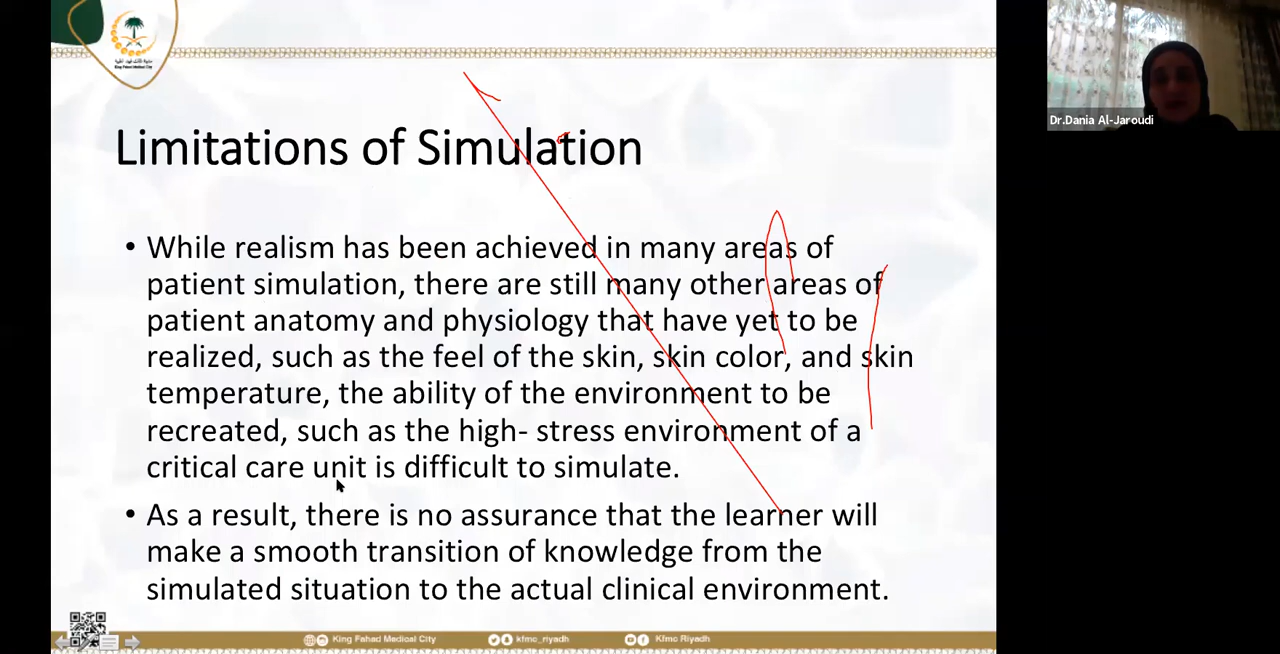 King Fahad Medical City
Dr.Dania Al-Jaroudi
Limitations of Simulation
• While realism has been achieved in many areas of
patient simulation, there are still many other areas of
patient anatomy and physiology that have yet to be
realized, such as the feel of the skin, skin color, and skin
temperature, the ability of the environment to be
recreated, such as the high- stress environment of a
critical care unit is difficult to simulate.
• As a result, there is no assurance that the learner will
make a smooth transition of knowledge from the
simulated situation to the actual clinical environment.
King Fahad Medical City kfmc_riyadh Kfmc Riyadh